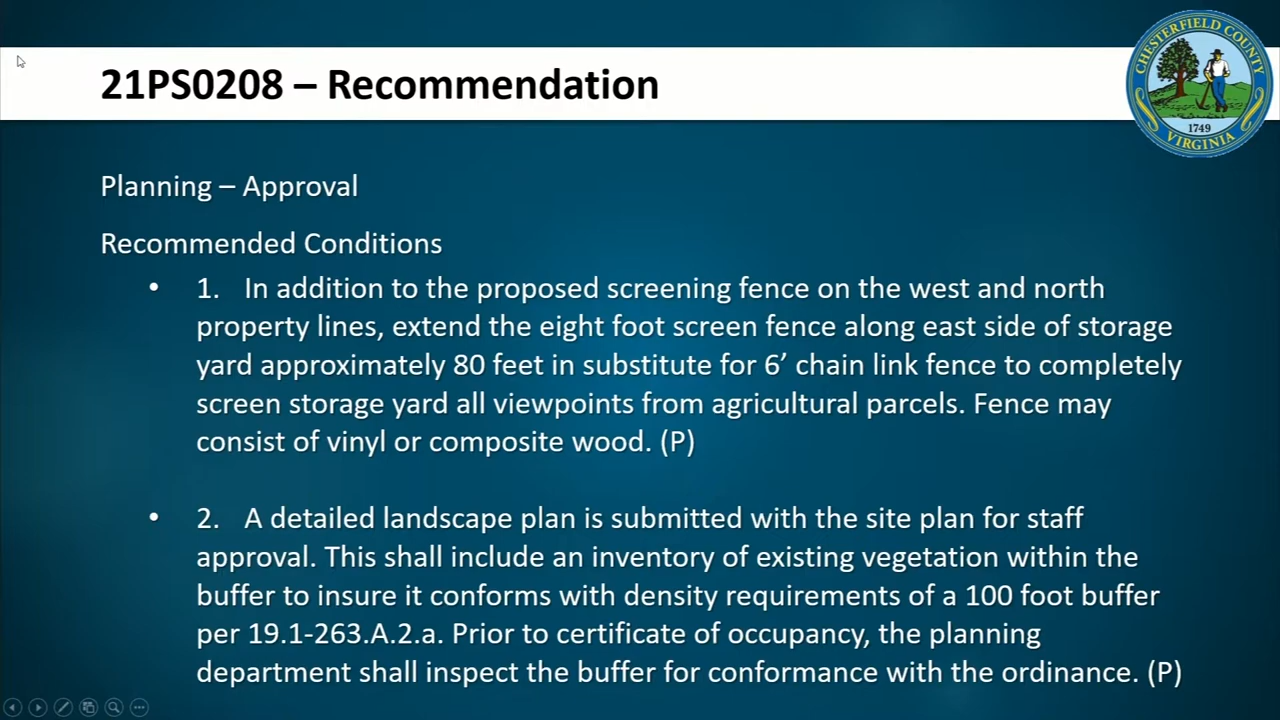 21PS0208 – Recommendation
CHESTERFIELD COUNTY
1749
VIRGINIA
Planning – Approval
Recommended Conditions
• 1. In addition to the proposed screening fence on the west and north
property lines, extend the eight foot screen fence along east side of storage
yard approximately 80 feet in substitute for 6’ chain link fence to completely
screen storage yard all viewpoints from agricultural parcels. Fence may
consist of vinyl or composite wood. (P)
• 2. A detailed landscape plan is submitted with the site plan for staff
approval. This shall include an inventory of existing vegetation within the
buffer to insure it conforms with density requirements of a 100 foot buffer
per 19.1-263.A.2.a. Prior to certificate of occupancy, the planning
department shall inspect the buffer for conformance with the ordinance. (P)